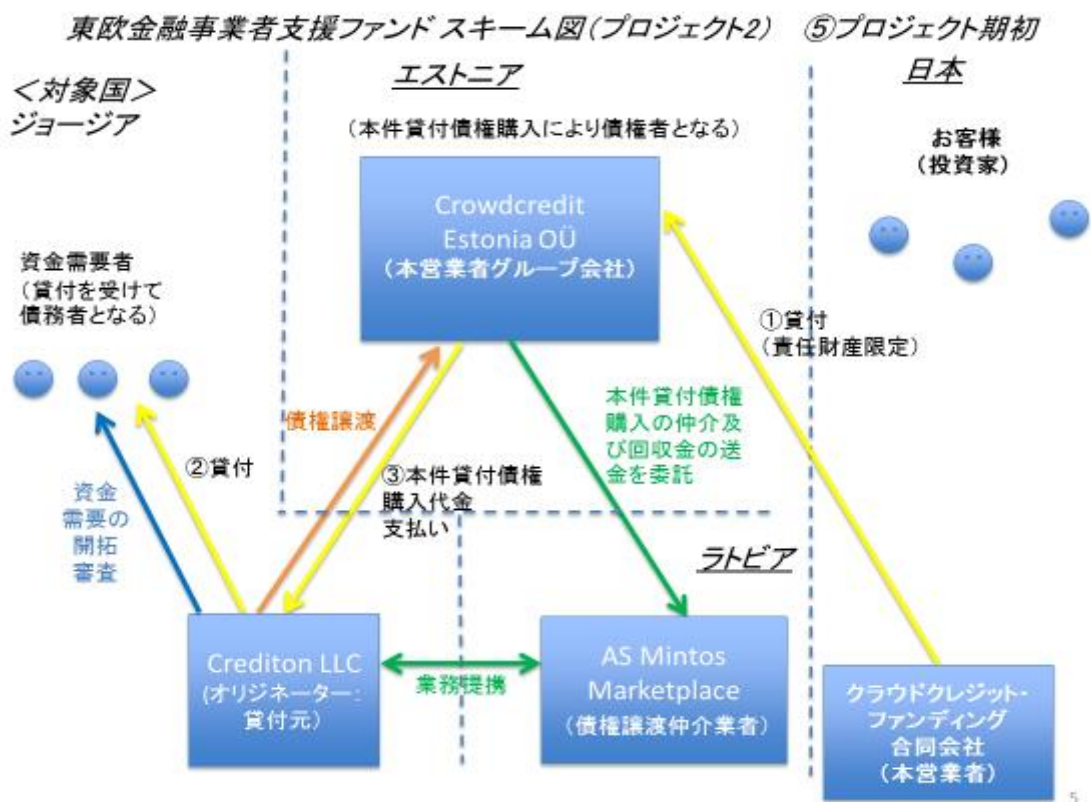 東欧金融事業者支援ファンド スキーム図(プロジェクト2) ⑤プロジェクト期初
<対象国>
ジョージア
エストニア
日本
(本件貸付債権購入により債権者となる)
お客様
(投資家)
Crowdcredit
Estonia OÜ
(本営業者グループ会社)
資金需要者
(貸付を受けて
債務者となる)
①貸付
(責任財産限定)
債権譲渡
本件貸付債権
購入の仲介及
び回収金の送
金を委託
②貸付
③本件貸付債権
購入代金
支払い
資金
需要の
開拓
審査
ラトビア
Crediton LLC
(オリジネーター:
貸付元)
業務提携
AS Mintos
Marketplace
(債権譲渡仲介業者)
クラウドクレジット・
ファンディング
合同会社
(本営業者)
5